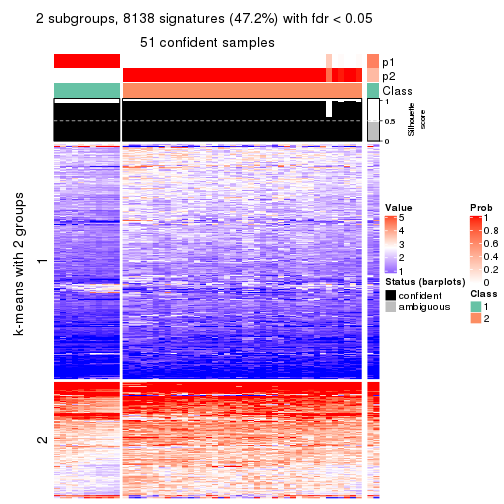 2 subgroups, 8138 signatures (47.2%) with fdr < 0.05
51 confident samples
p1
p2
Class
1
0.5
0
Silhouette
score
k-means with 2 groups
1
2
Value
5
4
3
2
1
Status (barplots)
confident
ambiguous
Prob
1
0.8
0.6
0.4
0.2
0
Class
1
2